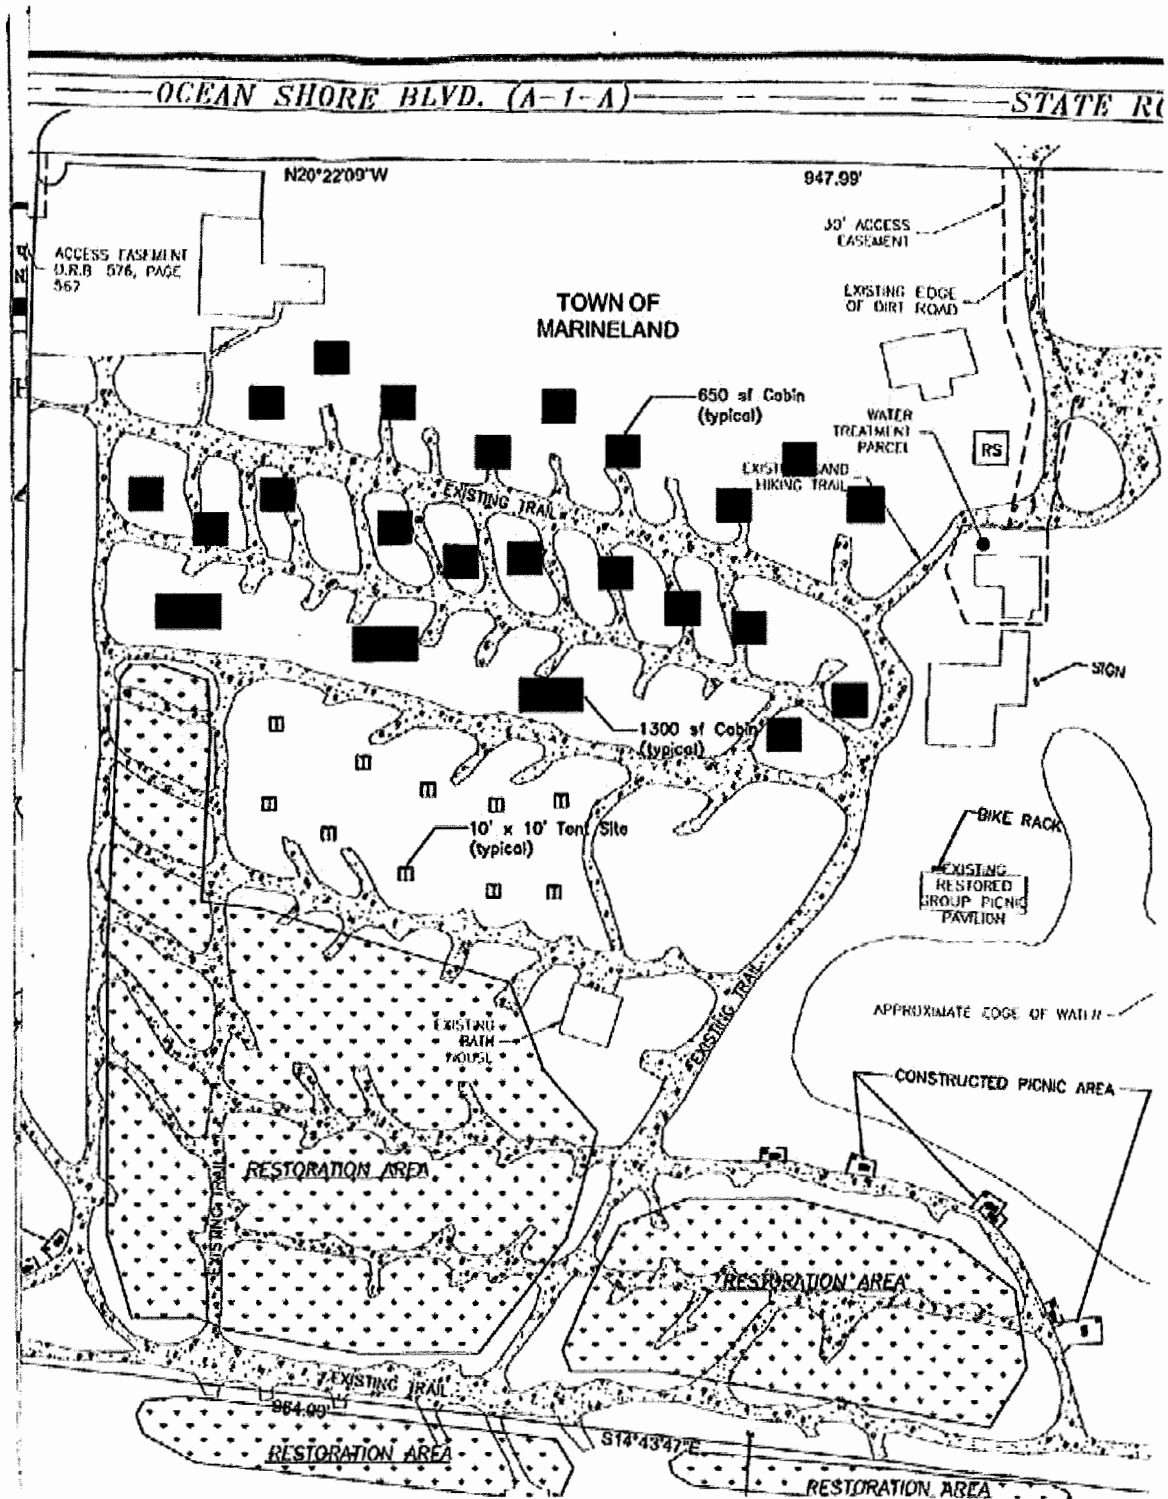 OCEAN SHORE BLVD. (A-1-A)
STATE
N20°22'09"W
947.99'
30' ACCESS
EASEMENT
ACCESS EASEMENT
O.R.B 576, PAGE
567
EXISTING EDGE
OF DIRT ROAD
TOWN OF
MARINELAND
650 sf Cabin
(typical)
WATER
TREATMENT
PARCEL
RS
HIKING TRAIL
EXISTING TRAIL
SIGN
1300 sf Cabin
(typical)
10' x 10' Tent Site
(typical)
BIKE RACK
EXISTING
RESTORED
GROUP PICNIC
PAVILION
EXISTING TRAIL
APPROXIMATE EDGE OF WATER
EXISTING
BATH
HOUSE
CONSTRUCTED PICNIC AREA
RESTORATION AREA
EXISTING TRAIL
RESTORATION AREA
EXISTING TRAIL
S14°43'47"E
RESTORATION AREA
RESTORATION AREA